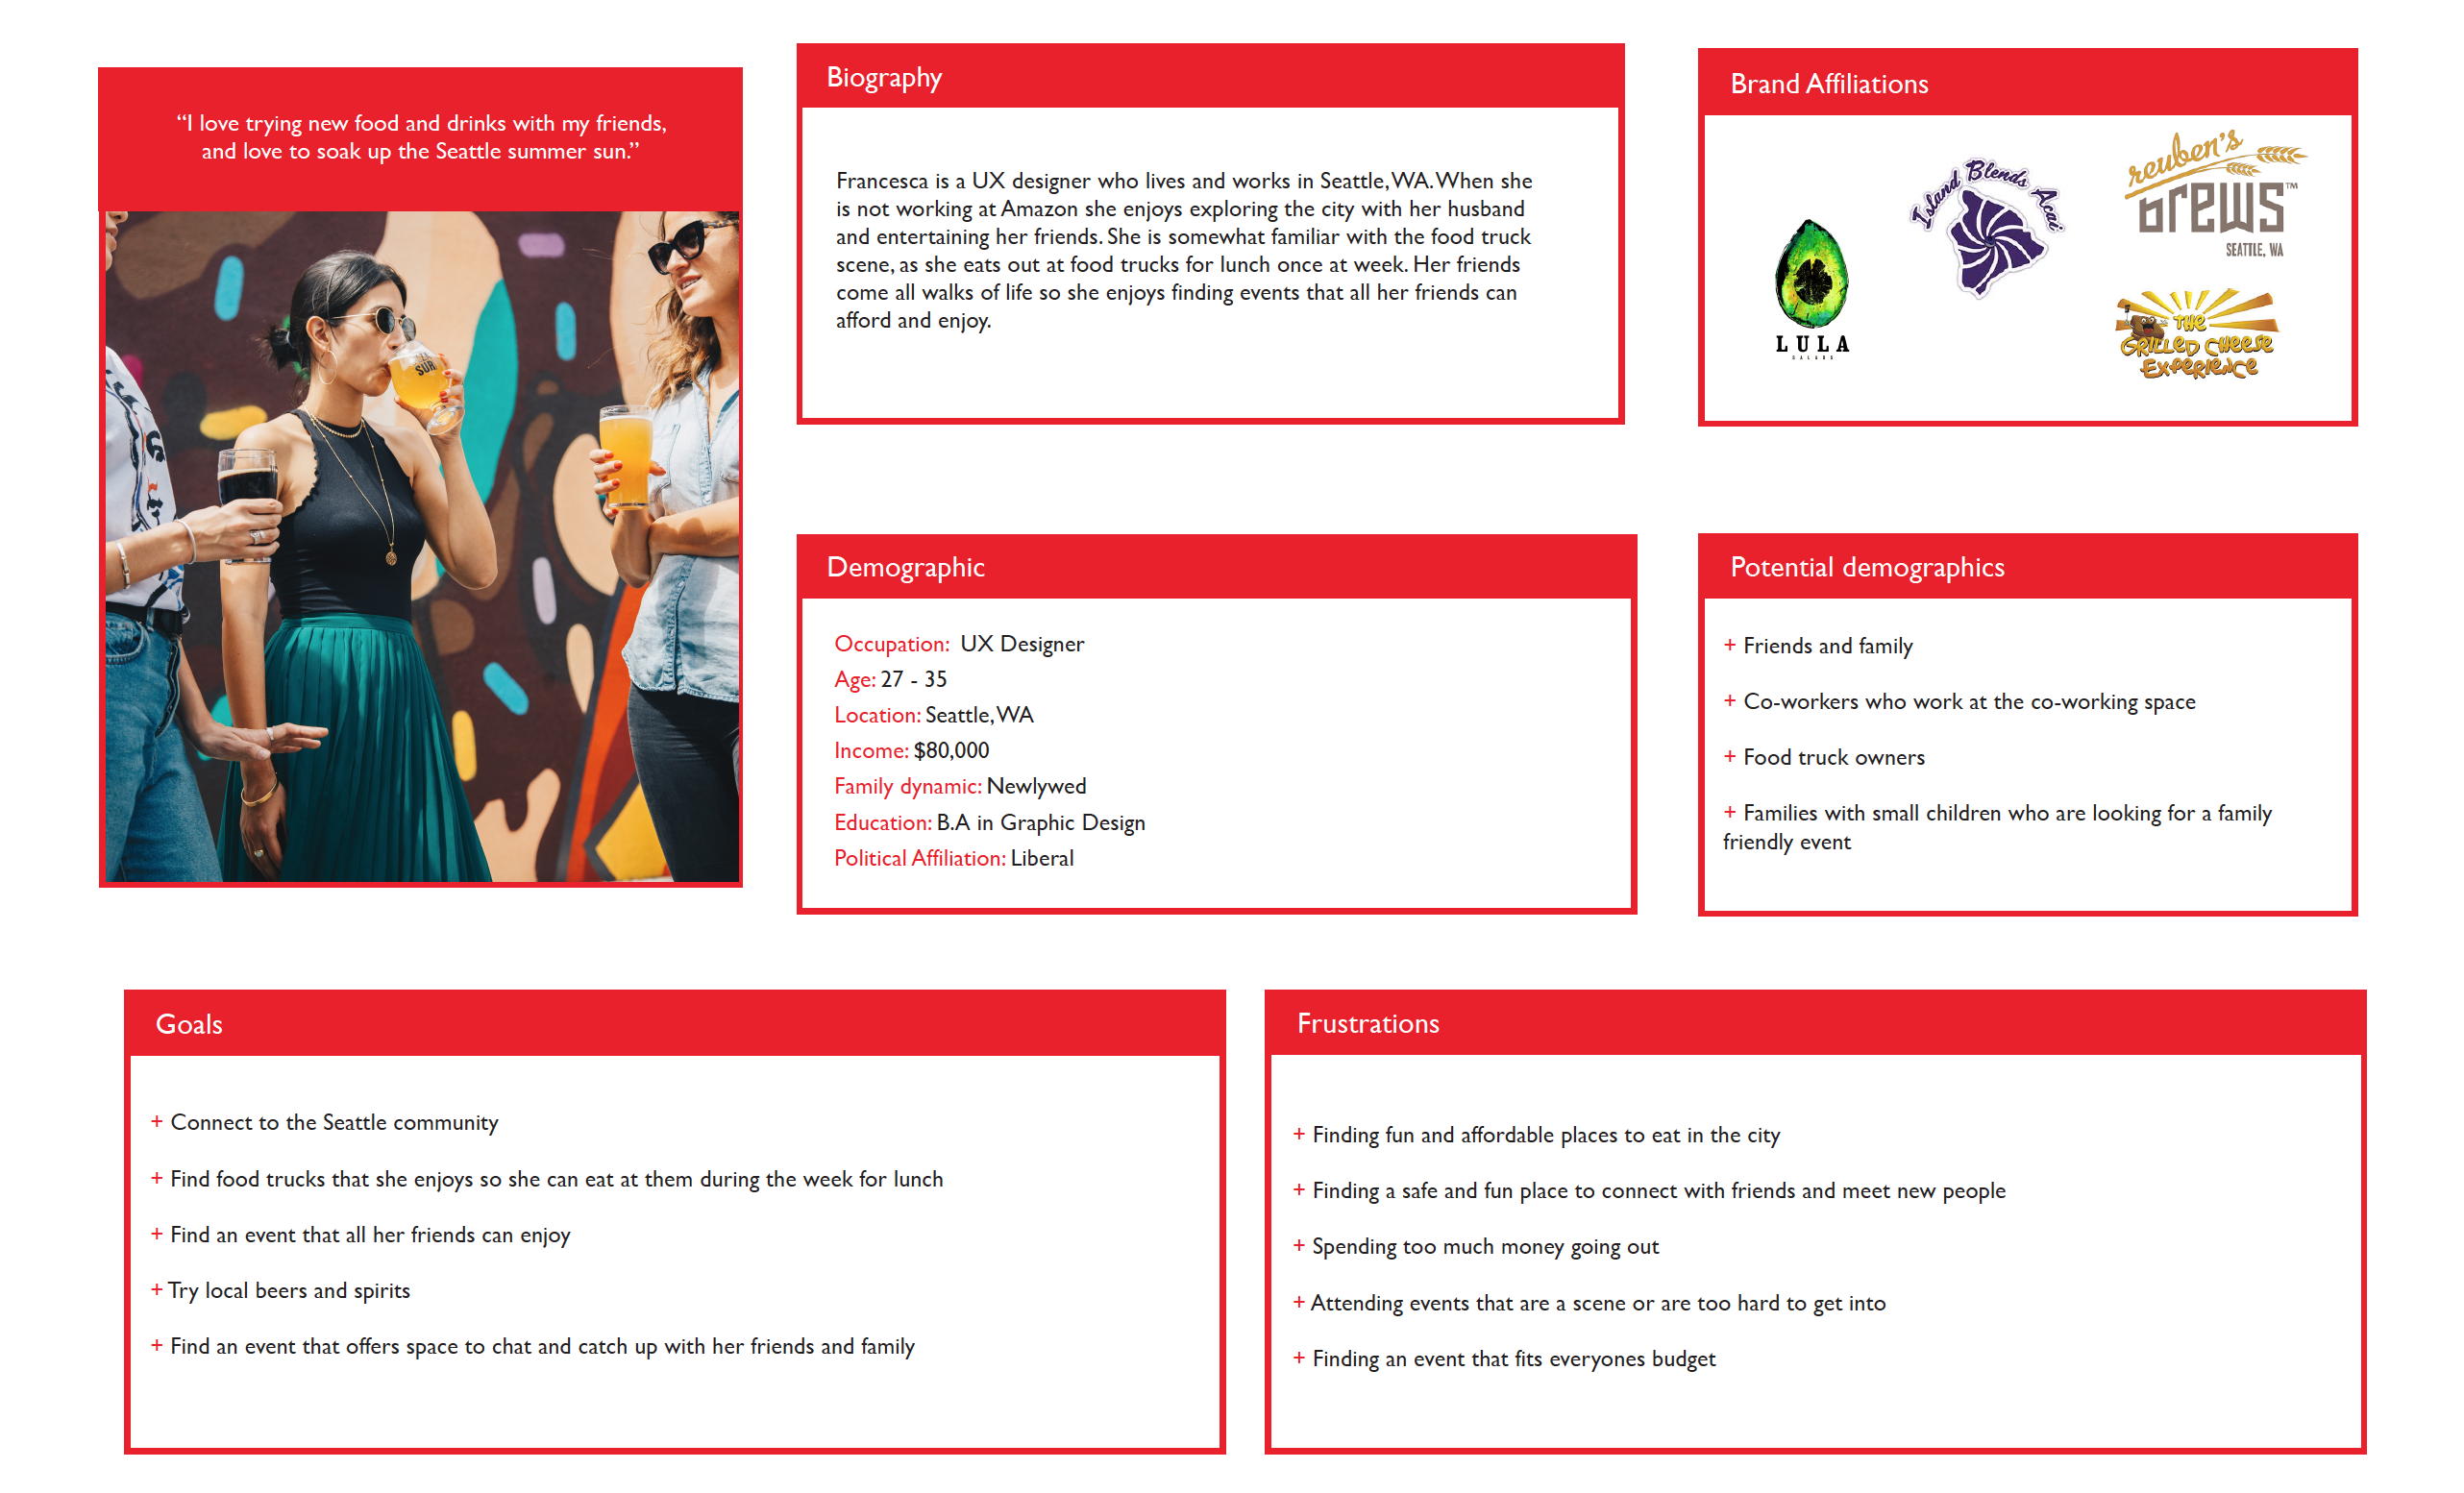 “I love trying new food and drinks with my friends,
and love to soak up the Seattle summer sun.”
SUR
Biography
Francesca is a UX designer who lives and works in Seattle, WA. When she
is not working at Amazon she enjoys exploring the city with her husband
and entertaining her friends. She is somewhat familiar with the food truck
scene, as she eats out at food trucks for lunch once at week. Her friends
come all walks of life so she enjoys finding events that all her friends can
afford and enjoy.
Brand Affiliations
LULA
SALADS
Island Blends Acai
reuben's
brews™
SEATTLE, WA
THE
GRILLED CHEESE
EXPERIENCE
Demographic
Occupation: UX Designer
Age: 27 - 35
Location: Seattle, WA
Income: $80,000
Family dynamic: Newlywed
Education: B.A in Graphic Design
Political Affiliation: Liberal
Potential demographics
+ Friends and family
+ Co-workers who work at the co-working space
+ Food truck owners
+ Families with small children who are looking for a family
friendly event
Goals
+ Connect to the Seattle community
+ Find food trucks that she enjoys so she can eat at them during the week for lunch
+ Find an event that all her friends can enjoy
+ Try local beers and spirits
+ Find an event that offers space to chat and catch up with her friends and family
Frustrations
+ Finding fun and affordable places to eat in the city
+ Finding a safe and fun place to connect with friends and meet new people
+ Spending too much money going out
+ Attending events that are a scene or are too hard to get into
+ Finding an event that fits everyones budget